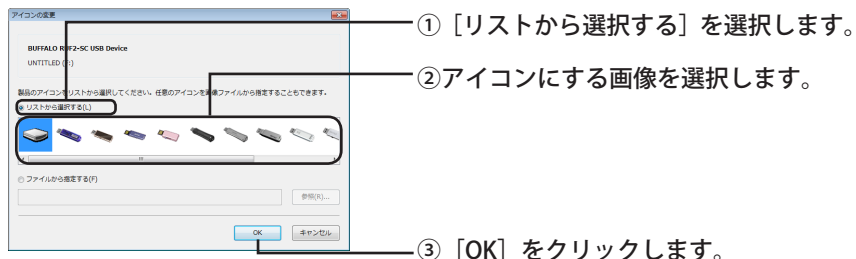 アイコンの変更
①［リストから選択する］を選択します。
BUFFALO RUF2-SC USB Device
UNTITLED (F:)
②アイコンにする画像を選択します。
製品のアイコンをリストから選択してください。任意のアイコンを画像ファイルから指定することもできます。
リストから選択する(L)
ファイルから指定する(F)
参照(R)...
OK
キャンセル
③［OK］をクリックします。